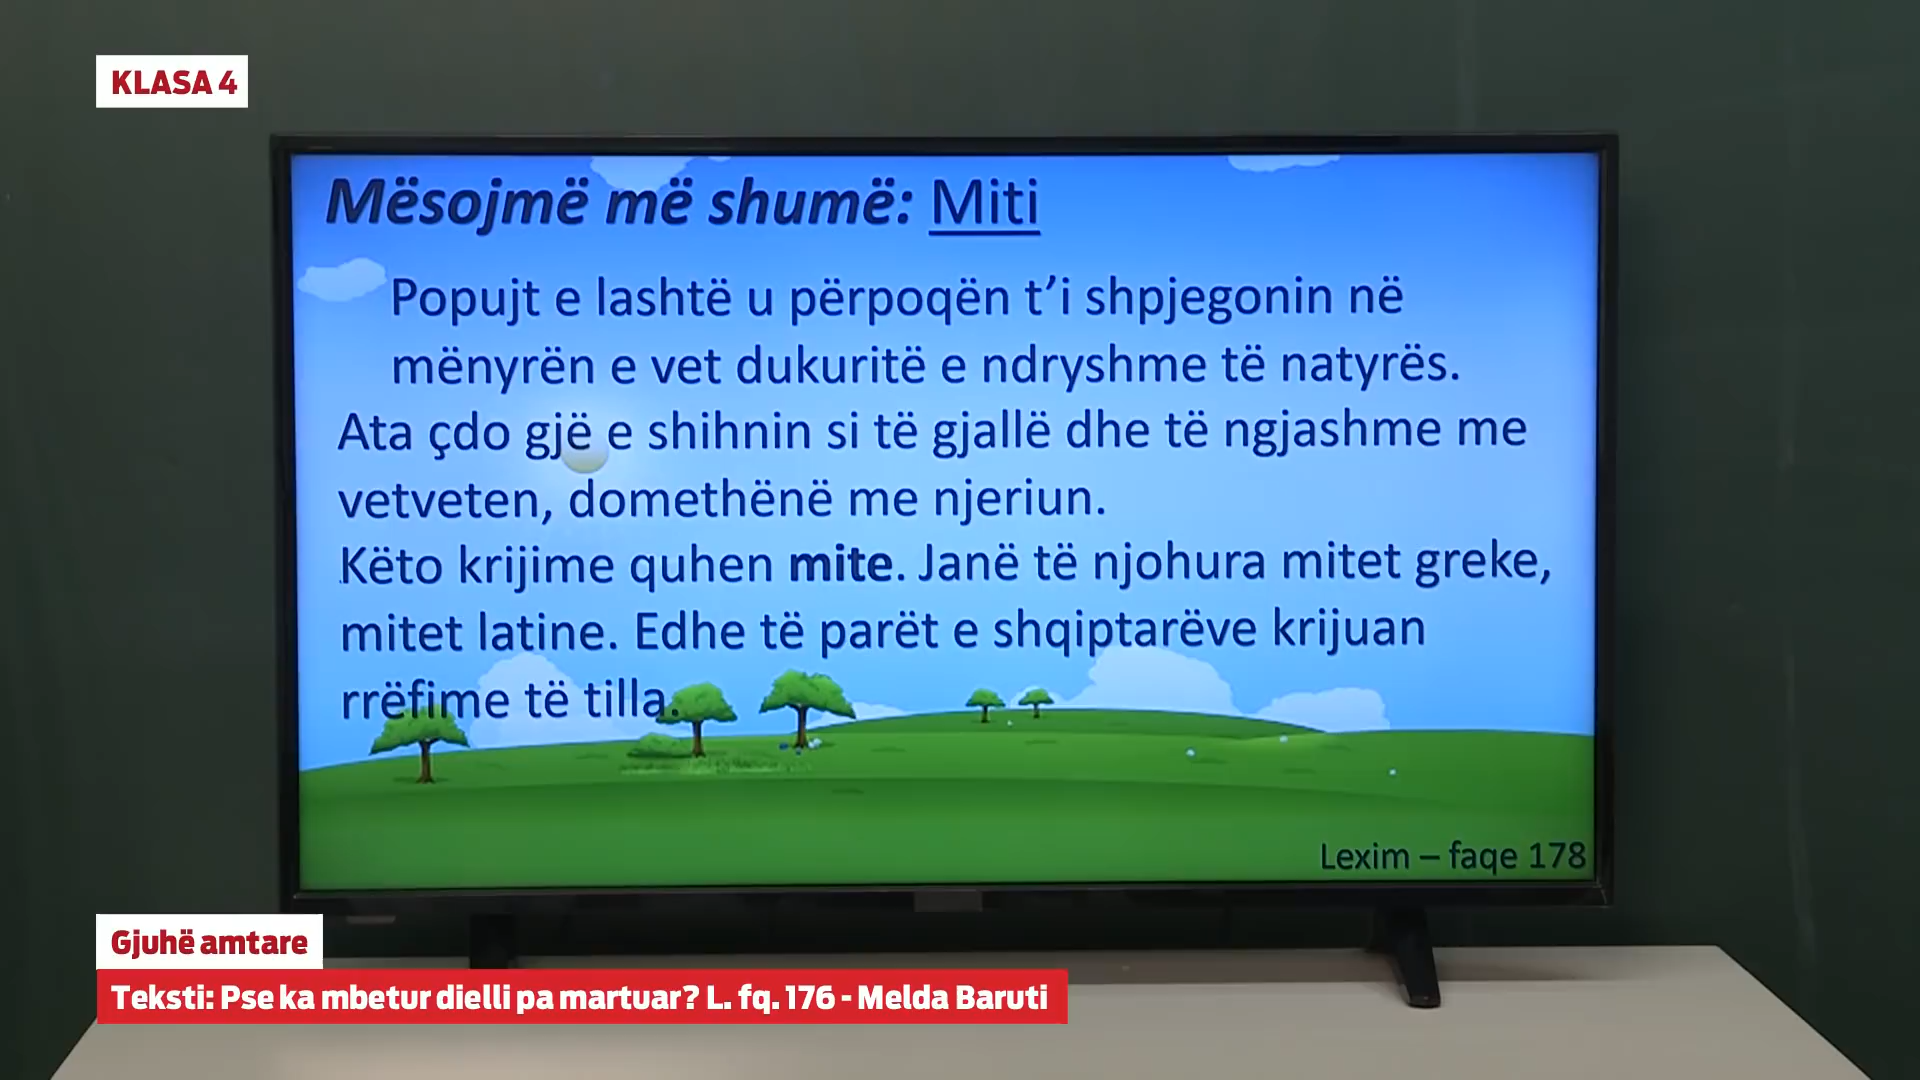 KLASA 4
Mësojmë më shumë: Miti
Popujt e lashtë u përpoqën t’i shpjegonin në
mënyrën e vet dukuritë e ndryshme të natyrës.
Ata çdo gjë e shihnin si të gjallë dhe të ngjashme me
vetveten, domethënë me njeriun.
Këto krijime quhen mite. Janë të njohura mitet greke,
mitet latine. Edhe të parët e shqiptarëve krijuan
rrëfime të tilla.
Lexim – faqe 178
Gjuhë amtare
Teksti: Pse ka mbetur dielli pa martuar? L. fq. 176 - Melda Baruti